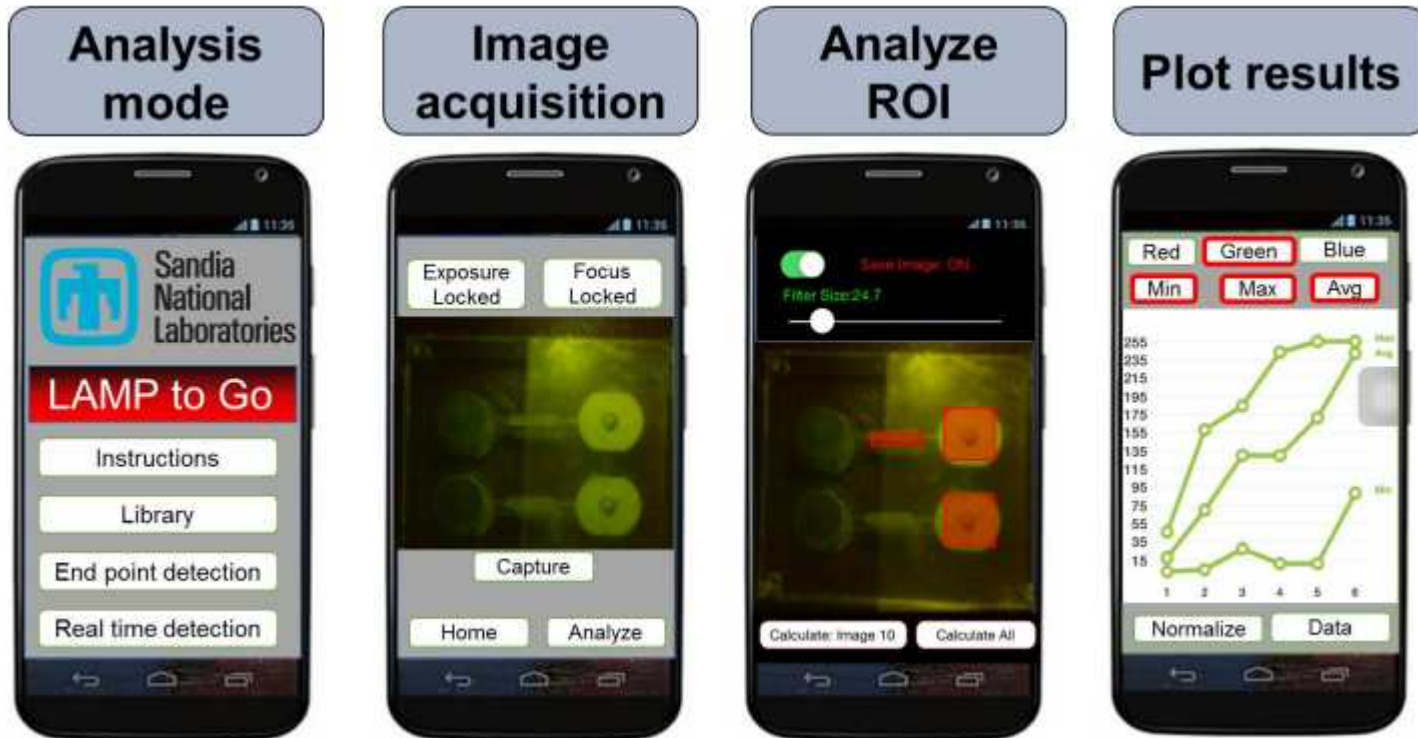 Analysis
mode
Image
acquisition
Analyze
ROI
Plot results
11:35
Sandia
National
Laboratories
LAMP to Go
Instructions
Library
End point detection
Real time detection
11:35
Exposure
Locked
Focus
Locked
Capture
Home
Analyze
11:35
Save Image: ON
Filter Size:24.7
Calculate: Image 10
Calculate All
11:35
Red
Green
Blue
Min
Max
Avg
255
235
215
195
175
155
135
115
95
75
55
35
15
Max
Avg
Min
1 2 3 4 5 6
Normalize
Data